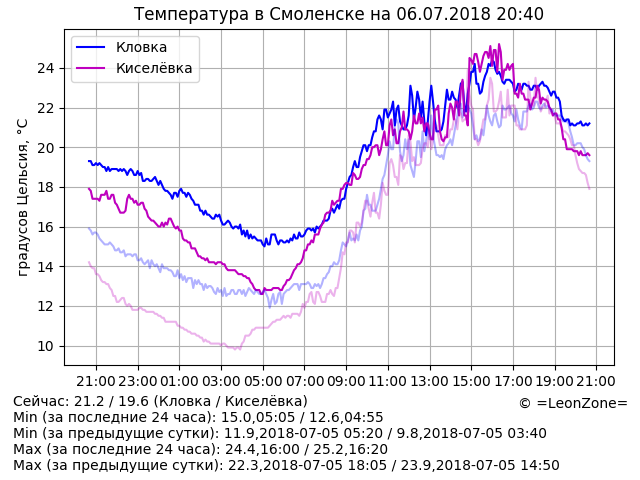 Температура в Смоленске на 06.07.2018 20:40
Кловка
Киселёвка
градусов Цельсия, °C
24
22
20
18
16
14
12
10
21:00 23:00 01:00 03:00 05:00 07:00 09:00 11:00 13:00 15:00 17:00 19:00 21:00
Сейчас: 21.2 / 19.6 (Кловка / Киселёвка)
© =LeonZone=
Min (за последние 24 часа): 15.0,05:05 / 12.6,04:55
Min (за предыдущие сутки): 11.9,2018-07-05 05:20 / 9.8,2018-07-05 03:40
Max (за последние 24 часа): 24.4,16:00 / 25.2,16:20
Max (за предыдущие сутки): 22.3,2018-07-05 18:05 / 23.9,2018-07-05 14:50